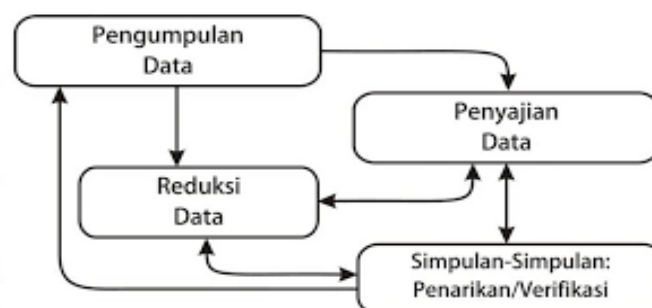 Pengumpulan
Data
Penyajian
Data
Reduksi
Data
Simpulan-Simpulan:
Penarikan/Verifikasi